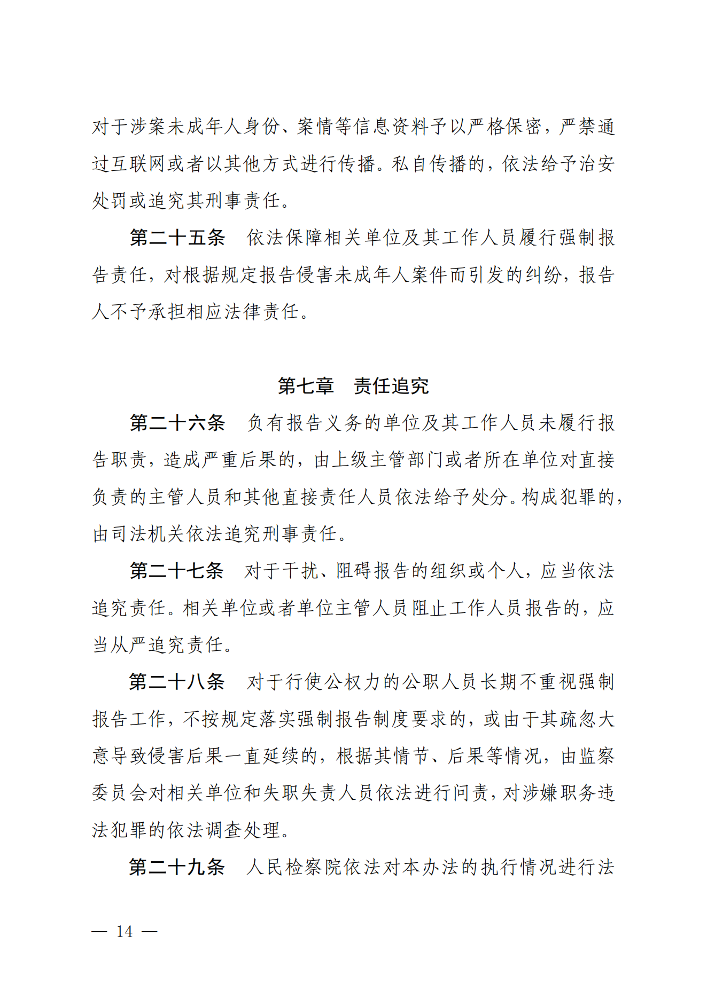 对于涉案未成年人身份、案情等信息资料予以严格保密，严禁通
过互联网或者以其他方式进行传播。私自传播的，依法给予治安
处罚或追究其刑事责任。
第二十五条　依法保障相关单位及其工作人员履行强制报
告责任，对根据规定报告侵害未成年人案件而引发的纠纷，报告
人不予承担相应法律责任。
第七章　责任追究
第二十六条　负有报告义务的单位及其工作人员未履行报
告职责，造成严重后果的，由上级主管部门或者所在单位对直接
负责的主管人员和其他直接责任人员依法给予处分。构成犯罪的，
由司法机关依法追究刑事责任。
第二十七条　对于干扰、阻碍报告的组织或个人，应当依法
追究责任。相关单位或者单位主管人员阻止工作人员报告的，应
当从严追究责任。
第二十八条　对于行使公权力的公职人员长期不重视强制
报告工作，不按规定落实强制报告制度要求的，或由于其疏忽大
意导致侵害后果一直延续的，根据其情节、后果等情况，由监察
委员会对相关单位和失职失责人员依法进行问责，对涉嫌职务违
法犯罪的依法调查处理。
第二十九条　人民检察院依法对本办法的执行情况进行法
— 14 —